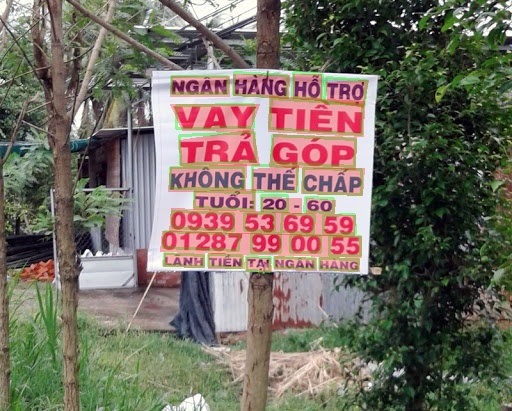 NGÂN HÀNG HỖ TRỢ
VAY TIỀN
TRẢ GÓP
KHÔNG THẾ CHẤP
TUỔI: 20 - 60
0939 53 69 59
01287 99 00 55
LÃNH TIỀN TẠI NGÂN HÀNG